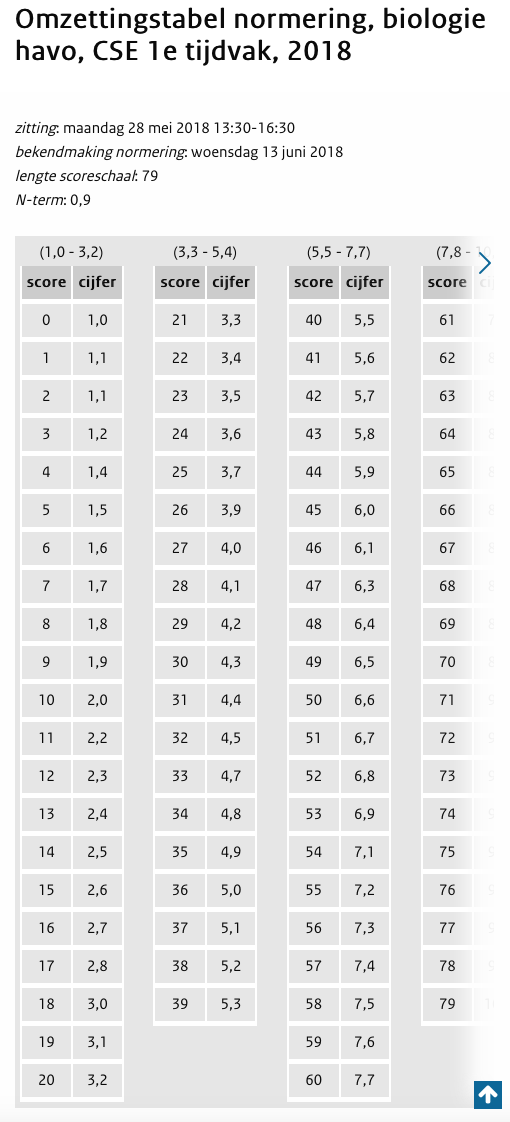 Omzettingstabel normering, biologie
havo, CSE 1e tijdvak, 2018
zitting: maandag 28 mei 2018 13:30-16:30
bekendmaking normering: woensdag 13 juni 2018
lengte scoreschaal: 79
N-term: 0,9
(1,0 - 3,2) (3,3 - 5,4) (5,5 - 7,7) (7,8 -
score cijfer score cijfer score cijfer score
0 1,0 21 3,3 40 5,5 61
1 1,1 22 3,4 41 5,6 62
2 1,1 23 3,5 42 5,7 63
3 1,2 24 3,6 43 5,8 64
4 1,4 25 3,7 44 5,9 65
5 1,5 26 3,9 45 6,0 66
6 1,6 27 4,0 46 6,1 67
7 1,7 28 4,1 47 6,3 68
8 1,8 29 4,2 48 6,4 69
9 1,9 30 4,3 49 6,5 70
10 2,0 31 4,4 50 6,6 71
11 2,2 32 4,5 51 6,7 72
12 2,3 33 4,7 52 6,8 73
13 2,4 34 4,8 53 6,9 74
14 2,5 35 4,9 54 7,1 75
15 2,6 36 5,0 55 7,2 76
16 2,7 37 5,1 56 7,3 77
17 2,8 38 5,2 57 7,4 78
18 3,0 39 5,3 58 7,5 79
19 3,1 59 7,6
20 3,2 60 7,7